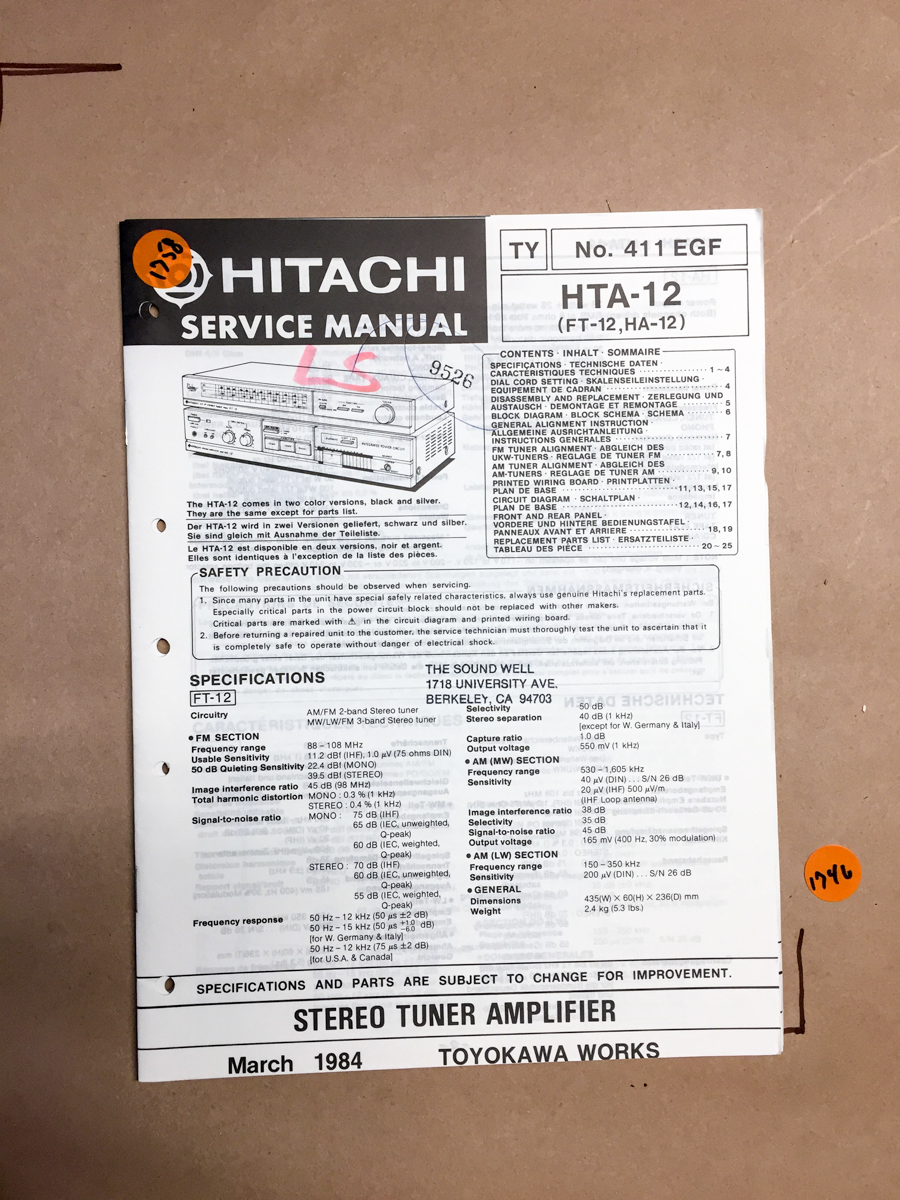 1758
HITACHI
SERVICE MANUAL
TY
No. 411 EGF
HTA-12
(FT-12, HA-12)
LS
9526
CONTENTS · INHALT · SOMMAIRE
SPECIFICATIONS · TECHNISCHE DATEN ·
CARACTÉRISTIQUES TECHNIQUES 1~4
DIAL CORD SETTING · SKALENSEILEINSTELLUNG ·
EQUIPEMENT DE CADRAN 4
DISASSEMBLY AND REPLACEMENT · ZERLEGUNG UND
AUSTAUSCH · DEMONTAGE ET REMONTAGE 5
BLOCK DIAGRAM · BLOCK SCHEMA · SCHEMA 6
GENERAL ALIGNMENT INSTRUCTION ·
ALLGEMEINE AUSRICHTANLEITUNG ·
INSTRUCTIONS GENERALES 7
FM TUNER ALIGNMENT · ABGLEICH DES
UKW-TUNERS · REGLAGE DE TUNER FM 7, 8
AM TUNER ALIGNMENT · ABGLEICH DES
AM-TUNERS · REGLAGE DE TUNER AM 9, 10
PRINTED WIRING BOARD · PRINTPLATTEN ·
PLAN DE BASE 11, 13, 15, 17
CIRCUIT DIAGRAM · SCHALTPLAN ·
PLAN DE BASE 12, 14, 16, 17
FRONT AND REAR PANEL ·
VORDERE UND HINTERE BEDIENUNGSTAFEL ·
PANNEAUX AVANT ET ARRIERE 18, 19
REPLACEMENT PARTS LIST · ERSATZTEILISTE ·
TABLEAU DES PIÉCE 20~25
The HTA-12 comes in two color versions, black and silver.
They are the same except for parts list.
Der HTA-12 wird in zwei Versionen geliefert, schwarz und silber.
Sie sind gleich mit Ausnahme der Teileliste.
Le HTA-12 est disponible en deux versions, noir et argent.
Elles sont identiques à l'exception de la liste des pièces.
SAFETY PRECAUTION
The following precautions should be observed when servicing.
1. Since many parts in the unit have special safety related characteristics, always use genuine Hitachi's replacement parts.
Especially critical parts in the power circuit block should not be replaced with other makers.
Critical parts are marked with ⚠ in the circuit diagram and printed wiring board.
2. Before returning a repaired unit to the customer, the service technician must thoroughly test the unit to ascertain that it
is completely safe to operate without danger of electrical shock.
THE SOUND WELL
1718 UNIVERSITY AVE.
BERKELEY, CA 94703
SPECIFICATIONS
FT-12
Circuitry AM/FM 2-band Stereo tuner
MW/LW/FM 3-band Stereo tuner
● FM SECTION
Frequency range 88 – 108 MHz
Usable Sensitivity 11.2 dBf (IHF), 1.0 μV (75 ohms DIN)
50 dB Quieting Sensitivity 22.4 dBf (MONO)
39.5 dBf (STEREO)
Image interference ratio 45 dB (98 MHz)
Total harmonic distortion MONO : 0.3 % (1 kHz)
STEREO : 0.4 % (1 kHz)
Signal-to-noise ratio MONO : 75 dB (IHF)
65 dB (IEC, unweighted,
Q-peak)
60 dB (IEC, weighted,
Q-peak)
STEREO : 70 dB (IHF)
60 dB (IEC, unweighted,
Q-peak)
55 dB (IEC, weighted,
Q-peak)
Frequency response 50 Hz – 12 kHz (50 μs ±2 dB)
50 Hz – 15 kHz (50 μs +1.0 −6.0 dB)
[for W. Germany & Italy]
50 Hz – 12 kHz (75 μs ±2 dB)
[for U.S.A. & Canada]
Selectivity 50 dB
Stereo separation 40 dB (1 kHz)
[except for W. Germany & Italy]
Capture ratio 1.0 dB
Output voltage 550 mV (1 kHz)
● AM (MW) SECTION
Frequency range 530 – 1,605 kHz
Sensitivity 40 μV (DIN) . . . S/N 26 dB
20 μV (IHF) 500 μV/m
(IHF Loop antenna)
Image interference ratio 38 dB
Selectivity 35 dB
Signal-to-noise ratio 45 dB
Output voltage 165 mV (400 Hz, 30% modulation)
● AM (LW) SECTION
Frequency range 150 – 350 kHz
Sensitivity 200 μV (DIN) . . . S/N 26 dB
● GENERAL
Dimensions 435(W) × 60(H) × 236(D) mm
Weight 2.4 kg (5.3 lbs.)
1746
SPECIFICATIONS AND PARTS ARE SUBJECT TO CHANGE FOR IMPROVEMENT.
STEREO TUNER AMPLIFIER
March 1984 TOYOKAWA WORKS